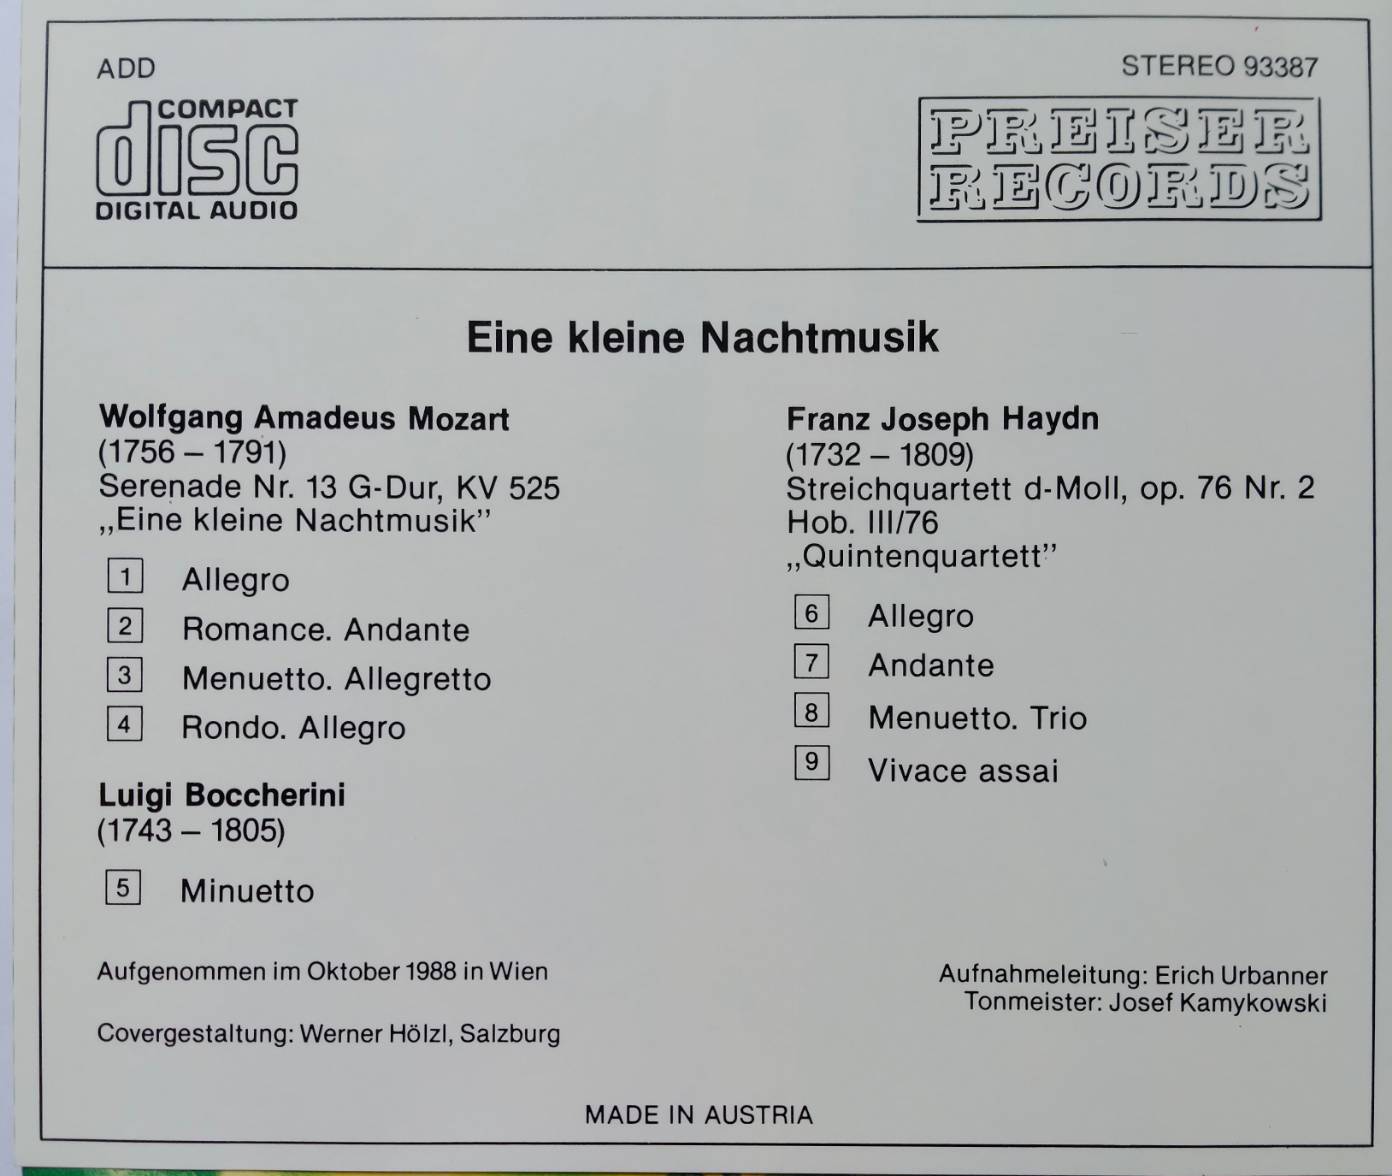 ADD
COMPACT
disc
DIGITAL AUDIO
STEREO 93387
PREISER
RECORDS
Eine kleine Nachtmusik
Wolfgang Amadeus Mozart
(1756 – 1791)
Serenade Nr. 13 G-Dur, KV 525
,,Eine kleine Nachtmusik”
1 Allegro
2 Romance. Andante
3 Menuetto. Allegretto
4 Rondo. Allegro
Luigi Boccherini
(1743 – 1805)
5 Minuetto
Franz Joseph Haydn
(1732 – 1809)
Streichquartett d-Moll, op. 76 Nr. 2
Hob. III/76
,,Quintenquartett”
6 Allegro
7 Andante
8 Menuetto. Trio
9 Vivace assai
Aufgenommen im Oktober 1988 in Wien
Covergestaltung: Werner Hölzl, Salzburg
Aufnahmeleitung: Erich Urbanner
Tonmeister: Josef Kamykowski
MADE IN AUSTRIA